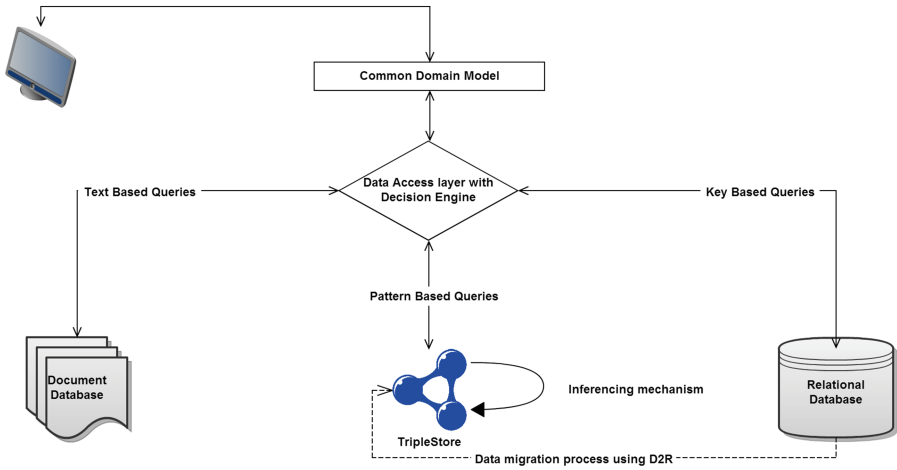 Common Domain Model
Data Access layer with
Decision Engine
Text Based Queries
Key Based Queries
Pattern Based Queries
Document
Database
Inferencing mechanism
Relational
Database
TripleStore
Data migration process using D2R